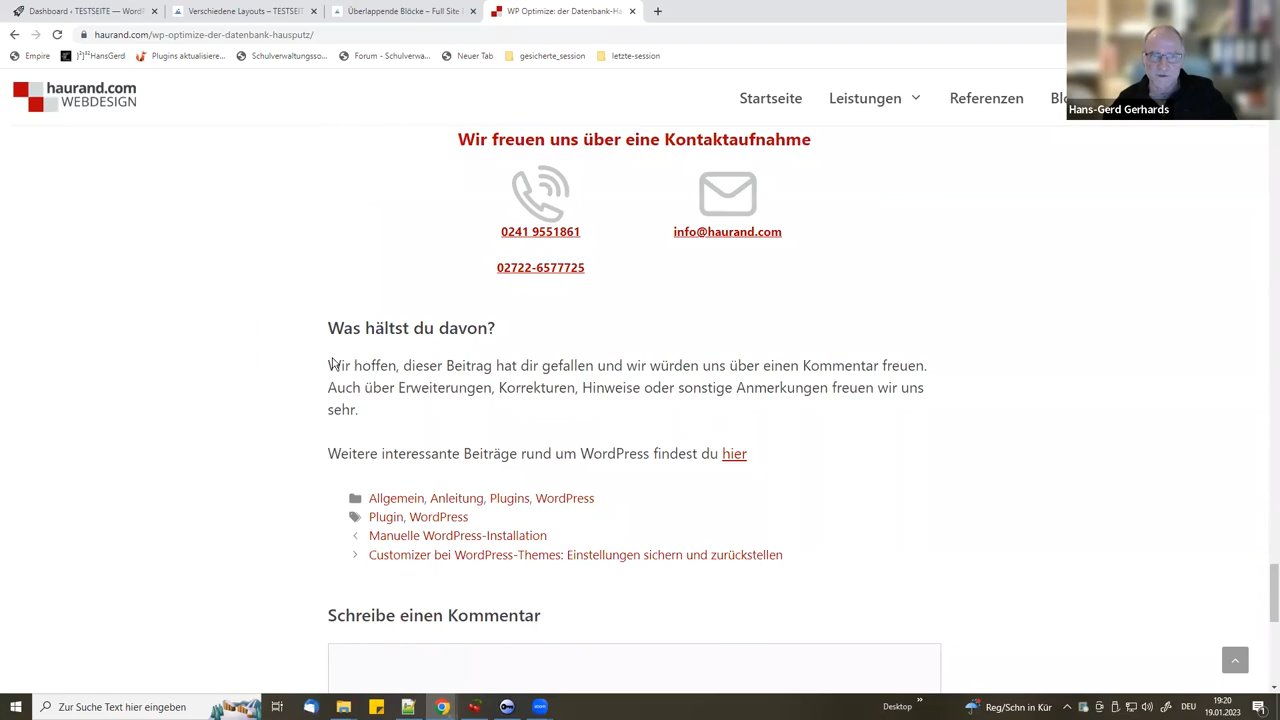 Dashboard ‹ TESTSEITE — Wor
Verschiedene Layouts – TESTSEIT
Überlappende Blöcke – Full Site
WP Optimize: der Datenbank-Ha
haurand.com/wp-optimize-der-datenbank-hausputz/
Empire
Plugins aktualisiere...
Schulverwaltungsso...
Forum - Schulverwa...
Neuer Tab
gesicherte_session
letzte-session
haurand.com
WEBDESIGN
Startseite
Leistungen
Referenzen
Hans-Gerd Gerhards
Wir freuen uns über eine Kontaktaufnahme
0241 9551861
info@haurand.com
02722-6577725
Was hältst du davon?
Wir hoffen, dieser Beitrag hat dir gefallen und wir würden uns über einen Kommentar freuen.
Auch über Erweiterungen, Korrekturen, Hinweise oder sonstige Anmerkungen freuen wir uns
sehr.
Weitere interessante Beiträge rund um WordPress findest du hier
Allgemein, Anleitung, Plugins, WordPress
Plugin, WordPress
Manuelle WordPress-Installation
Customizer bei WordPress-Themes: Einstellungen sichern und zurückstellen
Schreibe einen Kommentar
Zur Suche Text hier eingeben
Desktop
Reg/Schn in Kür
DEU
19:20
19.01.2023